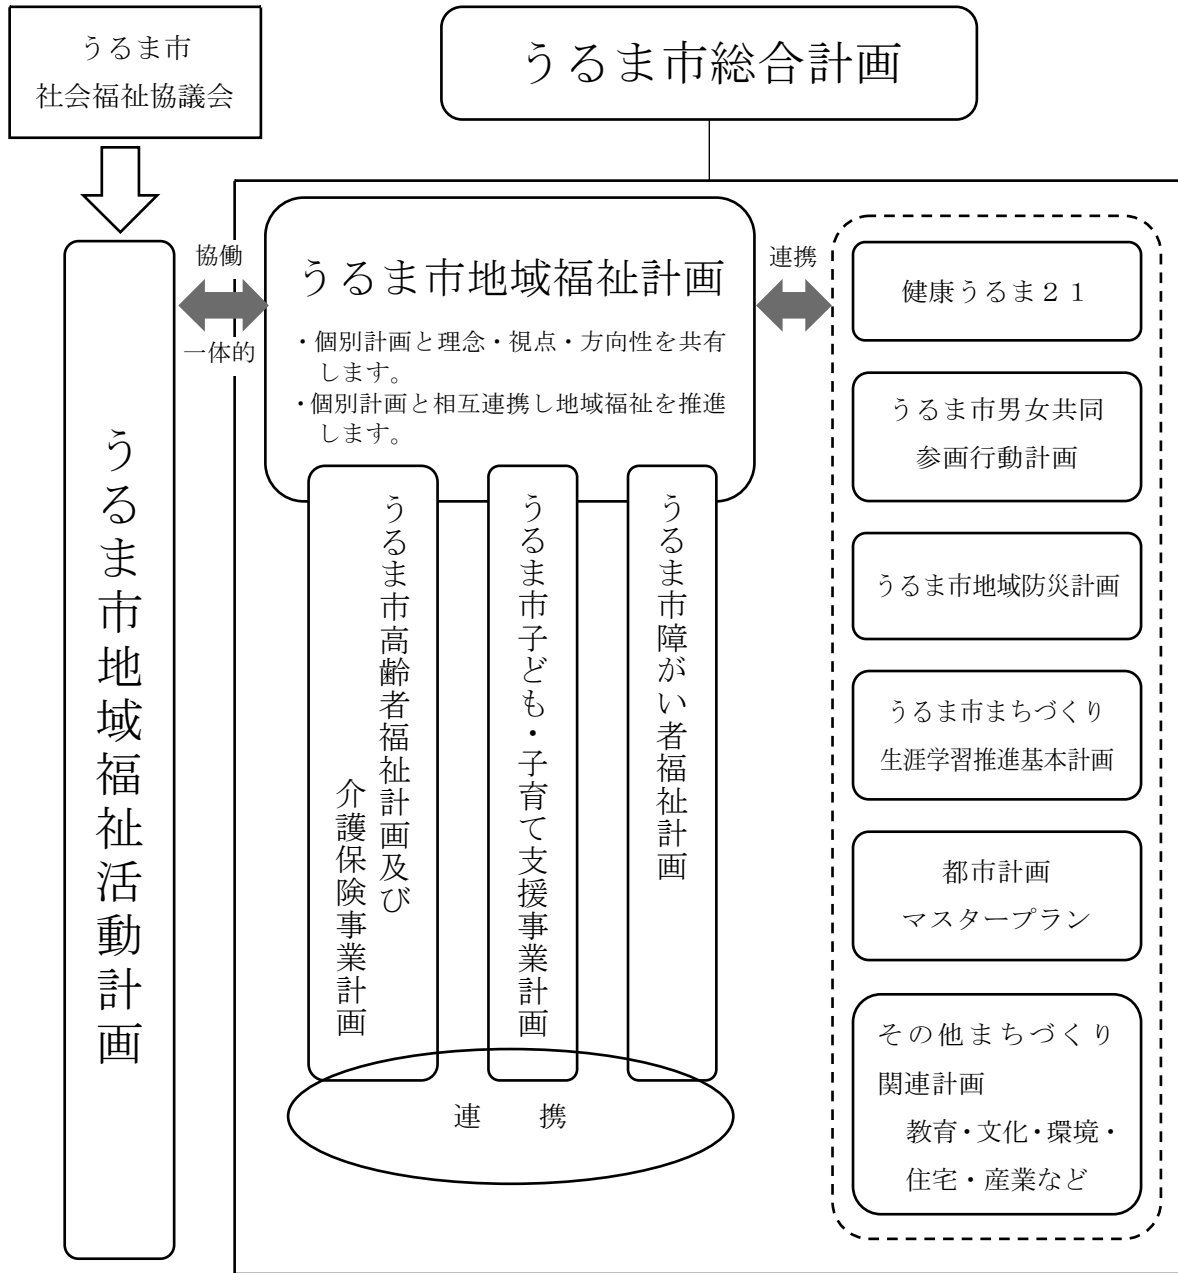 うるま市
社会福祉協議会
うるま市総合計画
協働
一体的
うるま市地域福祉活動計画
うるま市地域福祉計画
・個別計画と理念・視点・方向性を共有
します。
・個別計画と相互連携し地域福祉を推進
します。
連携
うるま市高齢者福祉計画及び
介護保険事業計画
うるま市子ども・子育て支援事業計画
うるま市障がい者福祉計画
連　携
健康うるま２１
うるま市男女共同
参画行動計画
うるま市地域防災計画
うるま市まちづくり
生涯学習推進基本計画
都市計画
マスタープラン
その他まちづくり
関連計画
教育・文化・環境・
住宅・産業など